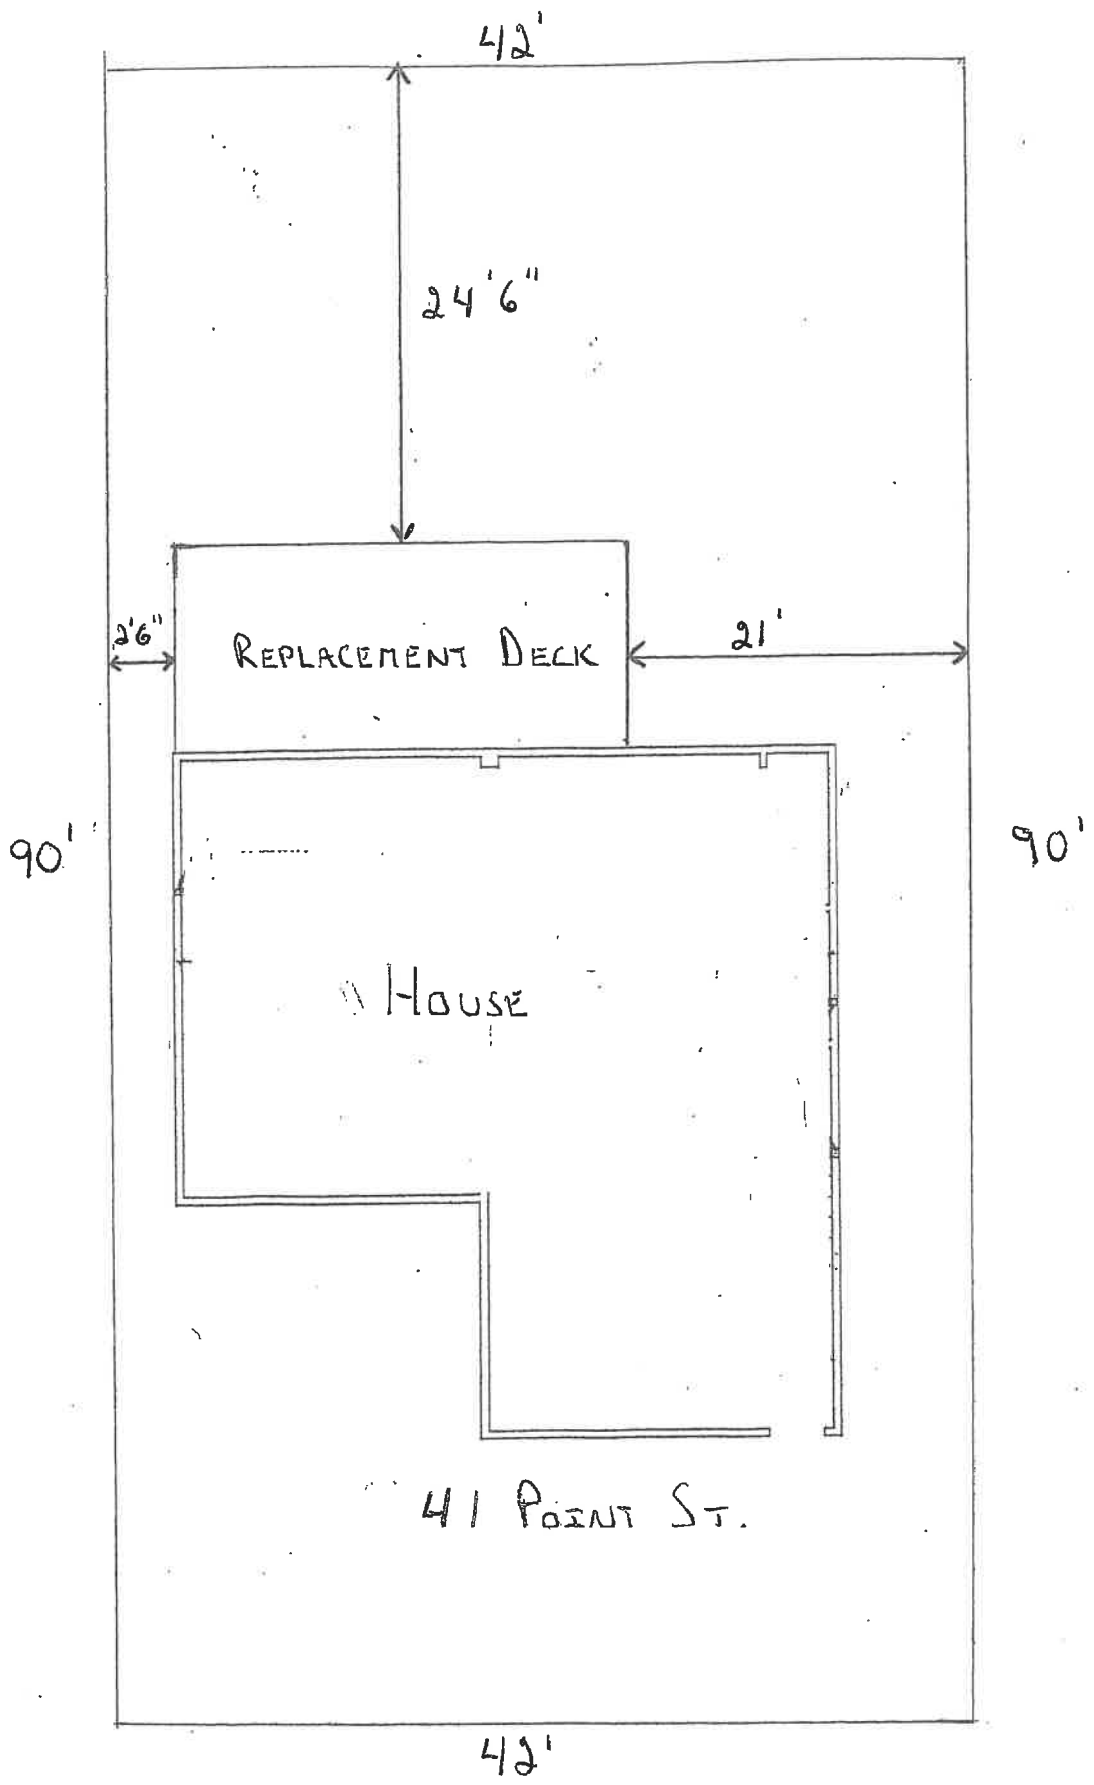 42'
24'6"
2'6"
REPLACEMENT DECK
21'
90'
90'
HOUSE
41 POINT ST.
42'